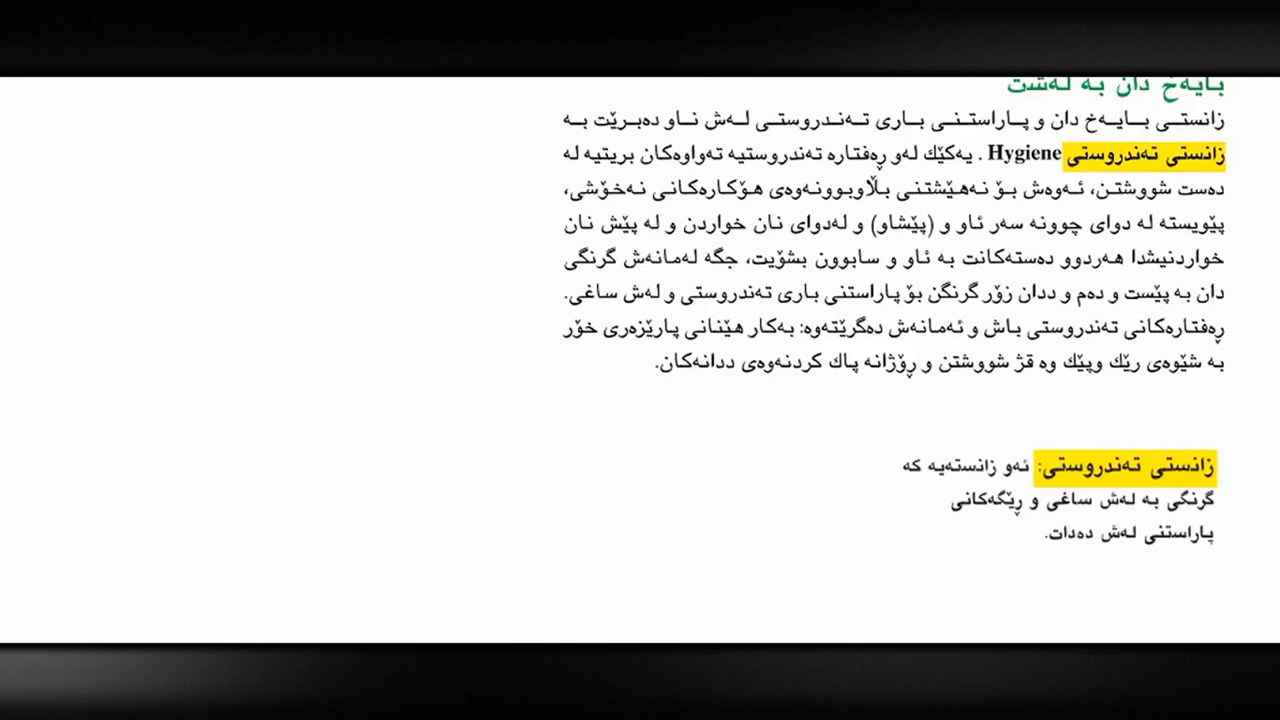 بایەخ دان بە لەشت
زانستی بایەخ دان و پاراستنی باری تەندروستی لەش ناو دەبرێت بە
زانستی تەندروستی Hygiene . یەکێك لەو ڕەفتارە تەندروستیە تەواوەکان بریتیە لە
دەست شووشتن، ئەوەش بۆ نەهێشتنی بڵاوبوونەوەی هۆکارەکانی نەخۆشی،
پێویستە لە دوای چوونە سەر ئاو و (پێشاو) و لەدوای نان خواردن و لە پێش نان
خواردنیشدا هەردوو دەستەکانت بە ئاو و سابوون بشۆیت، جگە لەمانەش گرنگی
دان بە پێست و دەم و ددان زۆر گرنگن بۆ پاراستنی باری تەندروستی و لەش ساغی.
ڕەفتارەکانی تەندروستی باش و ئەمانەش دەگرێتەوە: بەکار هێنانی پارێزەری خۆر
بە شێوەی رێك وپێك وە قژ شووشتن و ڕۆژانە پاك کردنەوەی ددانەکان.
زانستی تەندروستی: ئەو زانستەیە کە
گرنگی بە لەش ساغی و ڕێگەکانی
پاراستنی لەش دەدات.